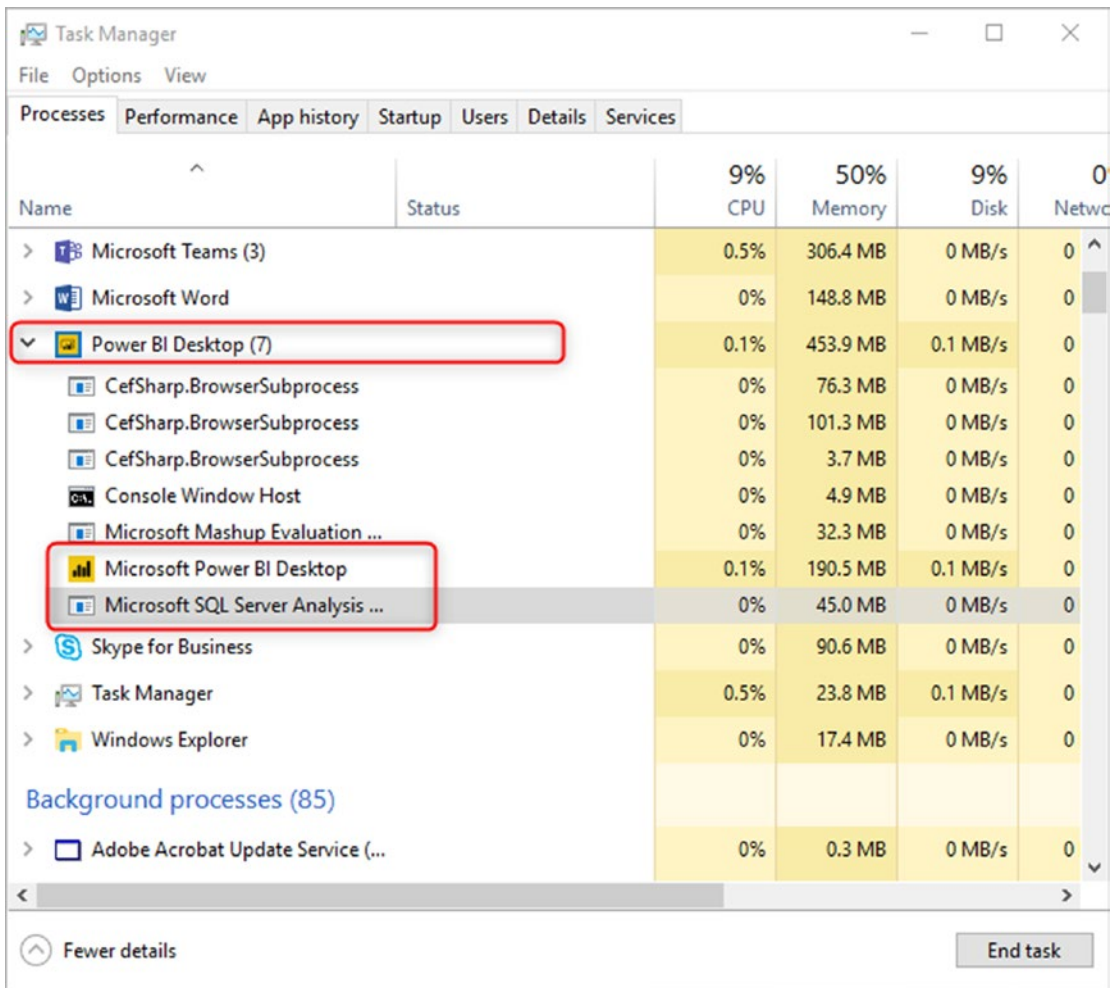 Task Manager
File Options View
Processes Performance App history Startup Users Details Services
9% 50% 9% 0
Name Status CPU Memory Disk Netwo
Microsoft Teams (3) 0.5% 306.4 MB 0 MB/s 0
Microsoft Word 0% 148.8 MB 0 MB/s 0
Power BI Desktop (7) 0.1% 453.9 MB 0.1 MB/s 0
CefSharp.BrowserSubprocess 0% 76.3 MB 0 MB/s 0
CefSharp.BrowserSubprocess 0% 101.3 MB 0 MB/s 0
CefSharp.BrowserSubprocess 0% 3.7 MB 0 MB/s 0
Console Window Host 0% 4.9 MB 0 MB/s 0
Microsoft Mashup Evaluation ... 0% 32.3 MB 0 MB/s 0
Microsoft Power BI Desktop 0.1% 190.5 MB 0.1 MB/s 0
Microsoft SQL Server Analysis ... 0% 45.0 MB 0 MB/s 0
Skype for Business 0% 90.6 MB 0 MB/s 0
Task Manager 0.5% 23.8 MB 0.1 MB/s 0
Windows Explorer 0% 17.4 MB 0 MB/s 0
Background processes (85)
Adobe Acrobat Update Service (... 0% 0.3 MB 0 MB/s 0
Fewer details End task